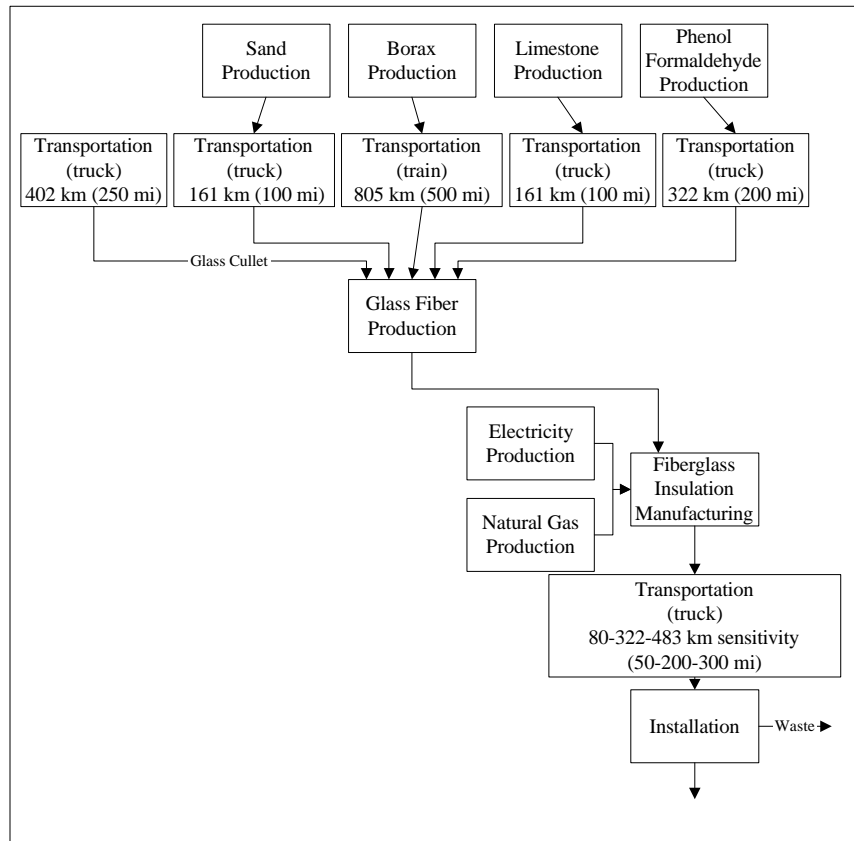 Sand
Production
Borax
Production
Limestone
Production
Phenol
Formaldehyde
Production
Transportation
(truck)
402 km (250 mi)
Transportation
(truck)
161 km (100 mi)
Transportation
(train)
805 km (500 mi)
Transportation
(truck)
161 km (100 mi)
Transportation
(truck)
322 km (200 mi)
Glass Cullet
Glass Fiber
Production
Electricity
Production
Fiberglass
Insulation
Manufacturing
Natural Gas
Production
Transportation
(truck)
80-322-483 km sensitivity
(50-200-300 mi)
Installation
Waste